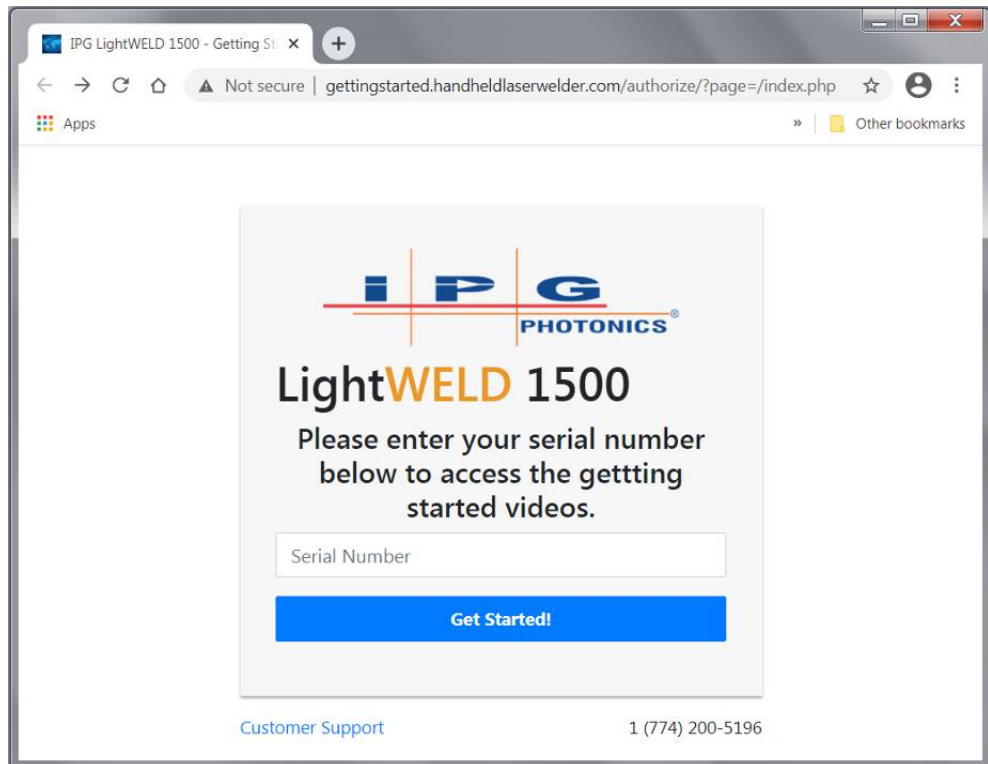 IPG LightWELD 1500 - Getting St
Not secure | gettingstarted.handheldlaserwelder.com/authorize/?page=/index.php
Apps
» Other bookmarks
IPG
PHOTONICS®
LightWELD 1500
Please enter your serial number
below to access the gettting
started videos.
Serial Number
Get Started!
Customer Support 1 (774) 200-5196